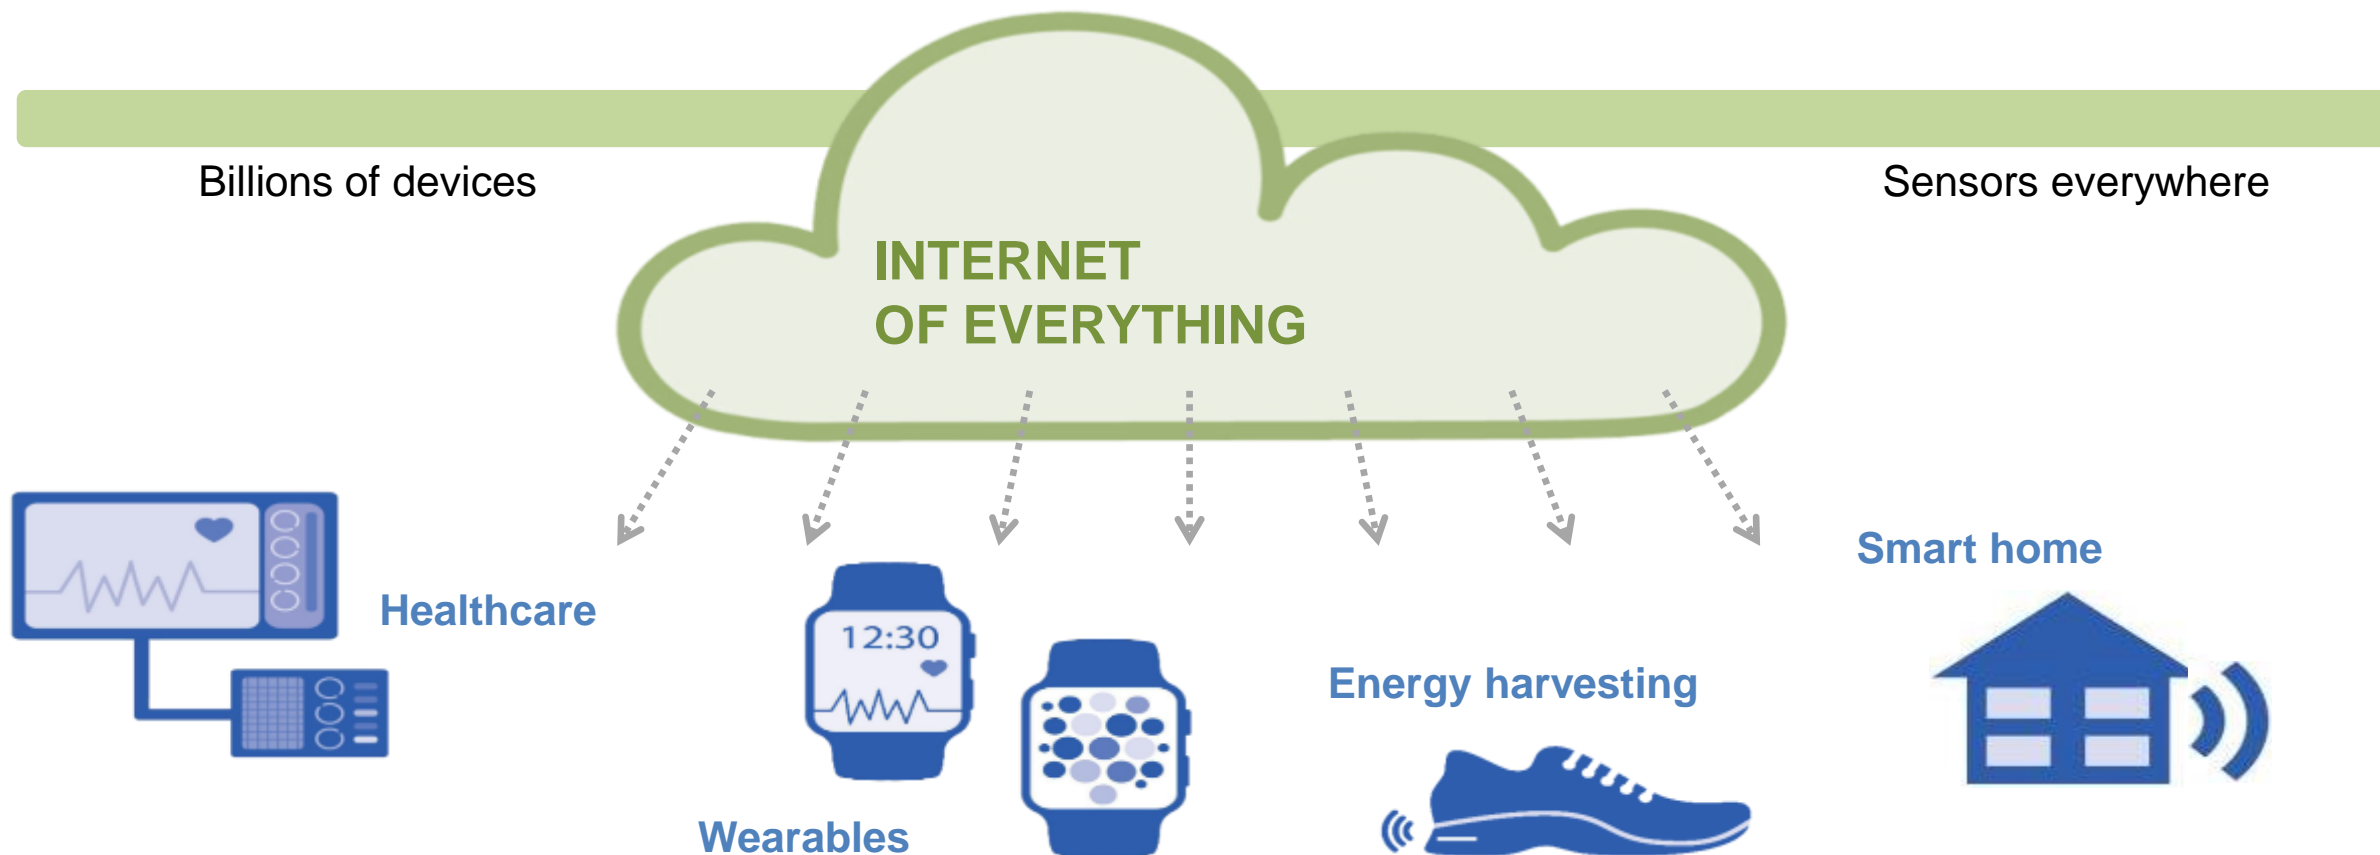 Billions of devices
Sensors everywhere
INTERNET
OF EVERYTHING
Smart home
Healthcare
12:30
Energy harvesting
Wearables